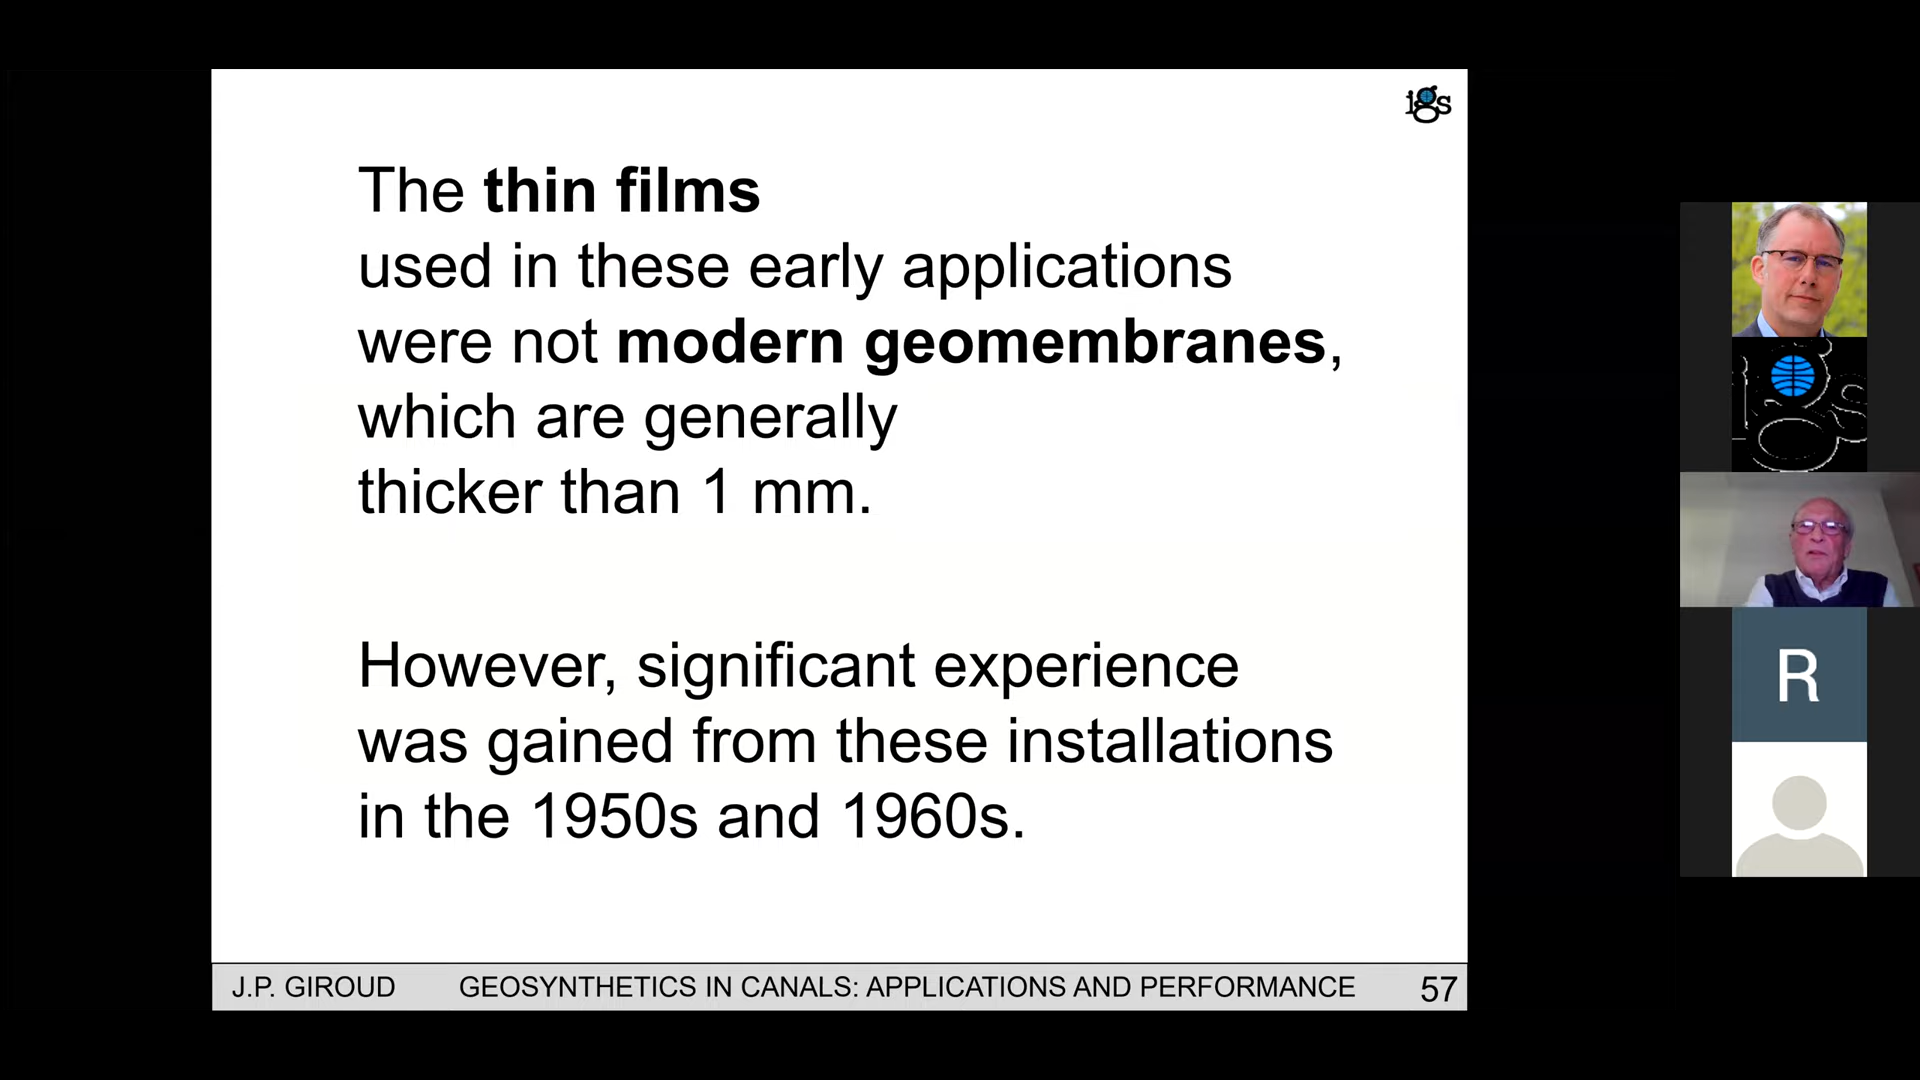 igs
The thin films
used in these early applications
were not modern geomembranes,
which are generally
thicker than 1 mm.
However, significant experience
was gained from these installations
in the 1950s and 1960s.
J.P. GIROUD GEOSYNTHETICS IN CANALS: APPLICATIONS AND PERFORMANCE 57
igs
R